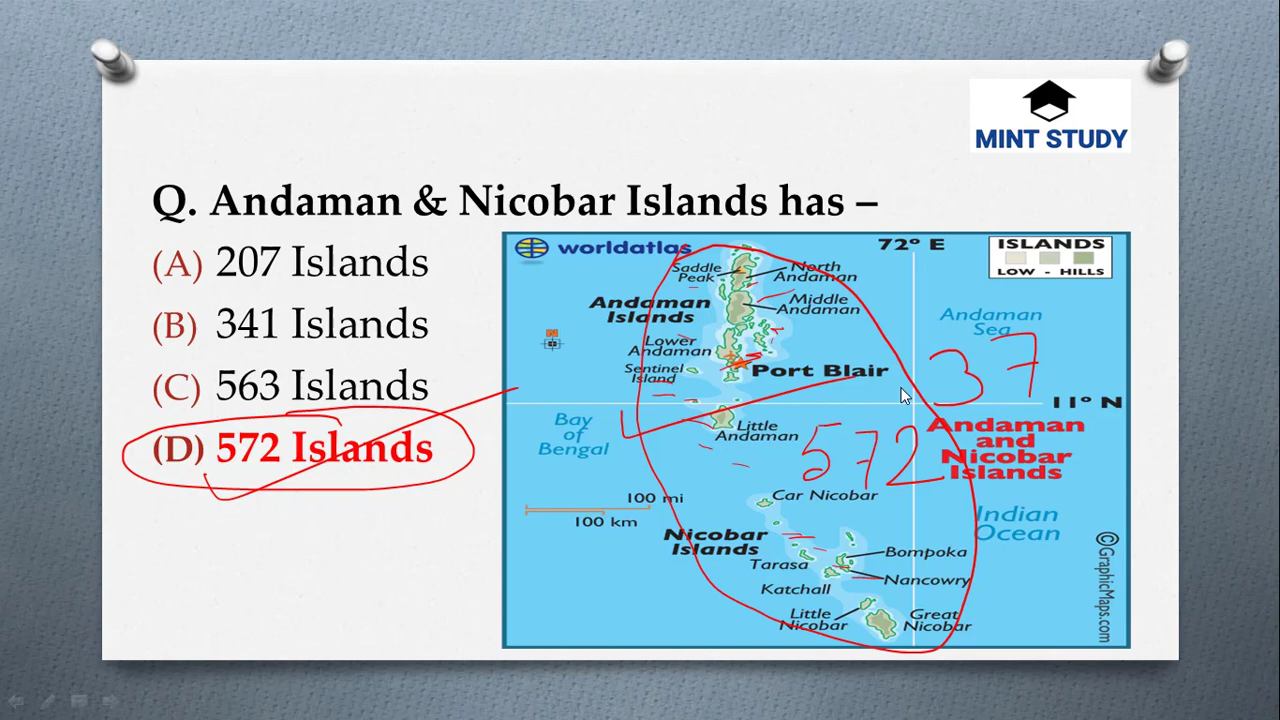 MINT STUDY
Q. Andaman & Nicobar Islands has –
(A) 207 Islands
(B) 341 Islands
(C) 563 Islands
(D) 572 Islands
worldatlas
72° E
ISLANDS
LOW - HILLS
Saddle
Peak
North
Andaman
Andaman
Islands
Middle
Andaman
Andaman
Sea
Lower
Andaman
Sentinel
Island
Port Blair
37
11° N
Bay
of
Bengal
Little
Andaman
572
Andaman
and
Nicobar
Islands
100 mi
100 km
Car Nicobar
Indian
Ocean
Nicobar
Islands
Bompoka
Tarasa
Nancowry
Katchall
Little
Nicobar
Great
Nicobar
©GraphicMaps.com